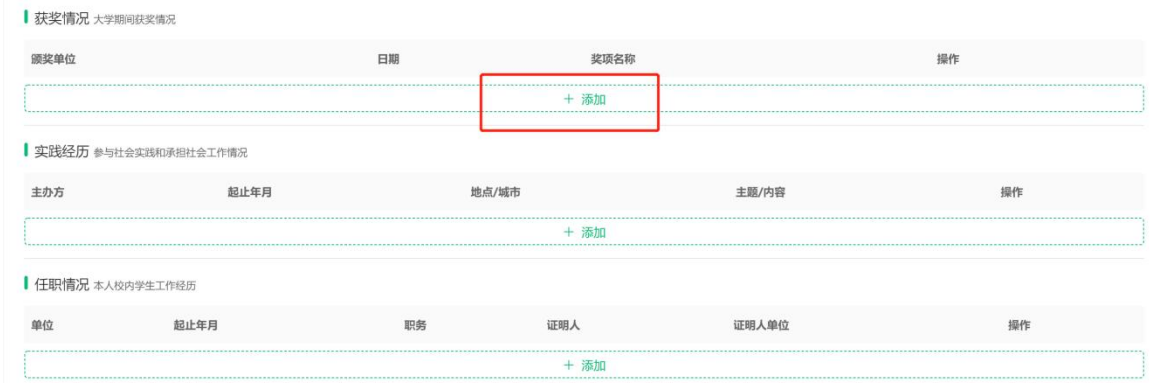 获奖情况 大学期间获奖情况
颁奖单位 日期 奖项名称 操作
+ 添加
实践经历 参与社会实践和承担社会工作情况
主办方 起止年月 地点/城市 主题/内容 操作
+ 添加
任职情况 本人校内学生工作经历
单位 起止年月 职务 证明人 证明人单位 操作
+ 添加